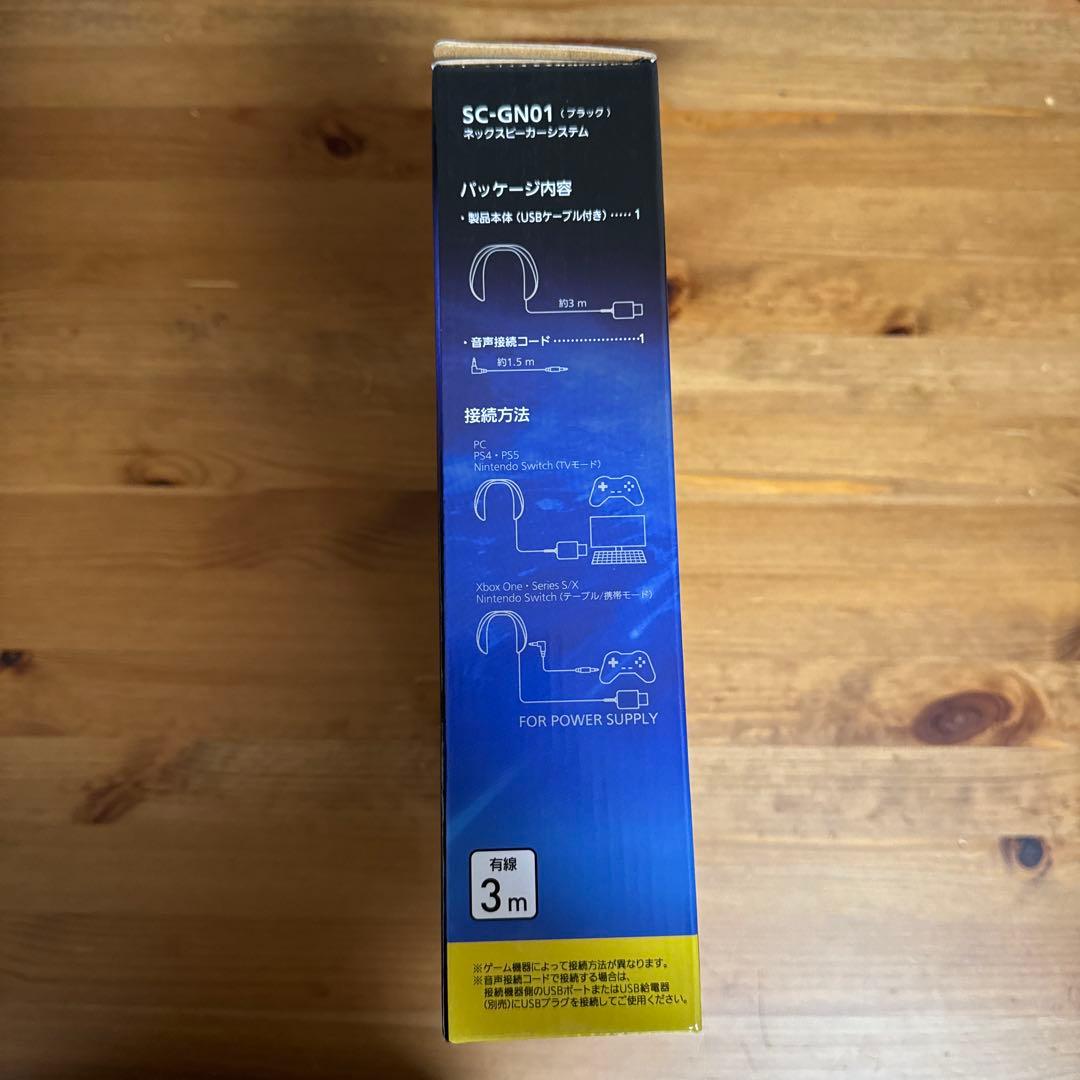 SC-GN01（ブラック）
ネックスピーカーシステム
パッケージ内容
・製品本体（USBケーブル付き）‥‥・1
約3 m
・音声接続コード・・・・・・・・・・・・・・・・・・・・1
約1.5 m
接続方法
PC
PS4・PS5
Nintendo Switch（TVモード）
Xbox One・Series S/X
Nintendo Switch（テーブル/携帯モード）
FOR POWER SUPPLY
有線
3 m
※ゲーム機器によって接続方法が異なります。
※音声接続コードで接続する場合は、
接続機器側のUSBポートまたはUSB給電器
(別売)にUSBプラグを接続してご使用ください。